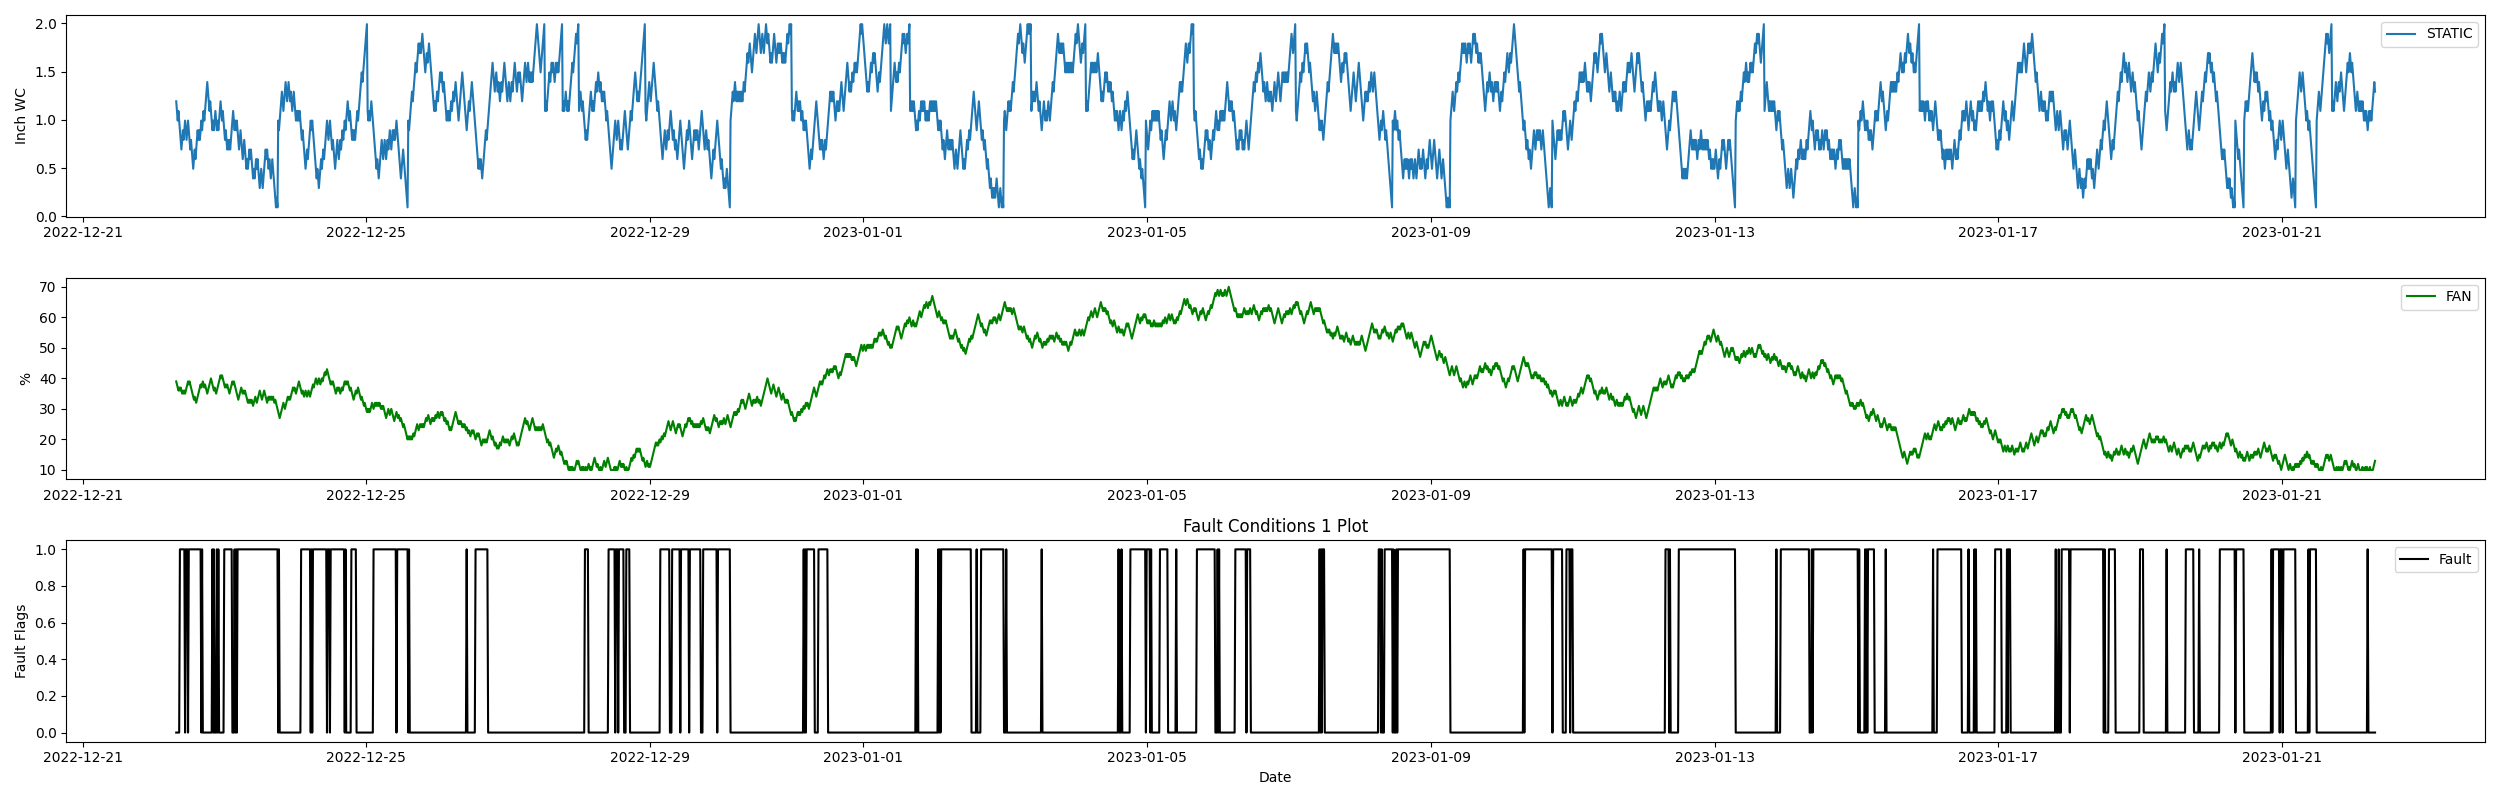 2.0
1.5
1.0
0.5
0.0
Inch WC
STATIC
2022-12-21 2022-12-25 2022-12-29 2023-01-01 2023-01-05 2023-01-09 2023-01-13 2023-01-17 2023-01-21
70
60
50
40
30
20
10
%
FAN
2022-12-21 2022-12-25 2022-12-29 2023-01-01 2023-01-05 2023-01-09 2023-01-13 2023-01-17 2023-01-21
Fault Conditions 1 Plot
1.0
0.8
0.6
0.4
0.2
0.0
Fault Flags
Fault
2022-12-21 2022-12-25 2022-12-29 2023-01-01 2023-01-05 2023-01-09 2023-01-13 2023-01-17 2023-01-21
Date